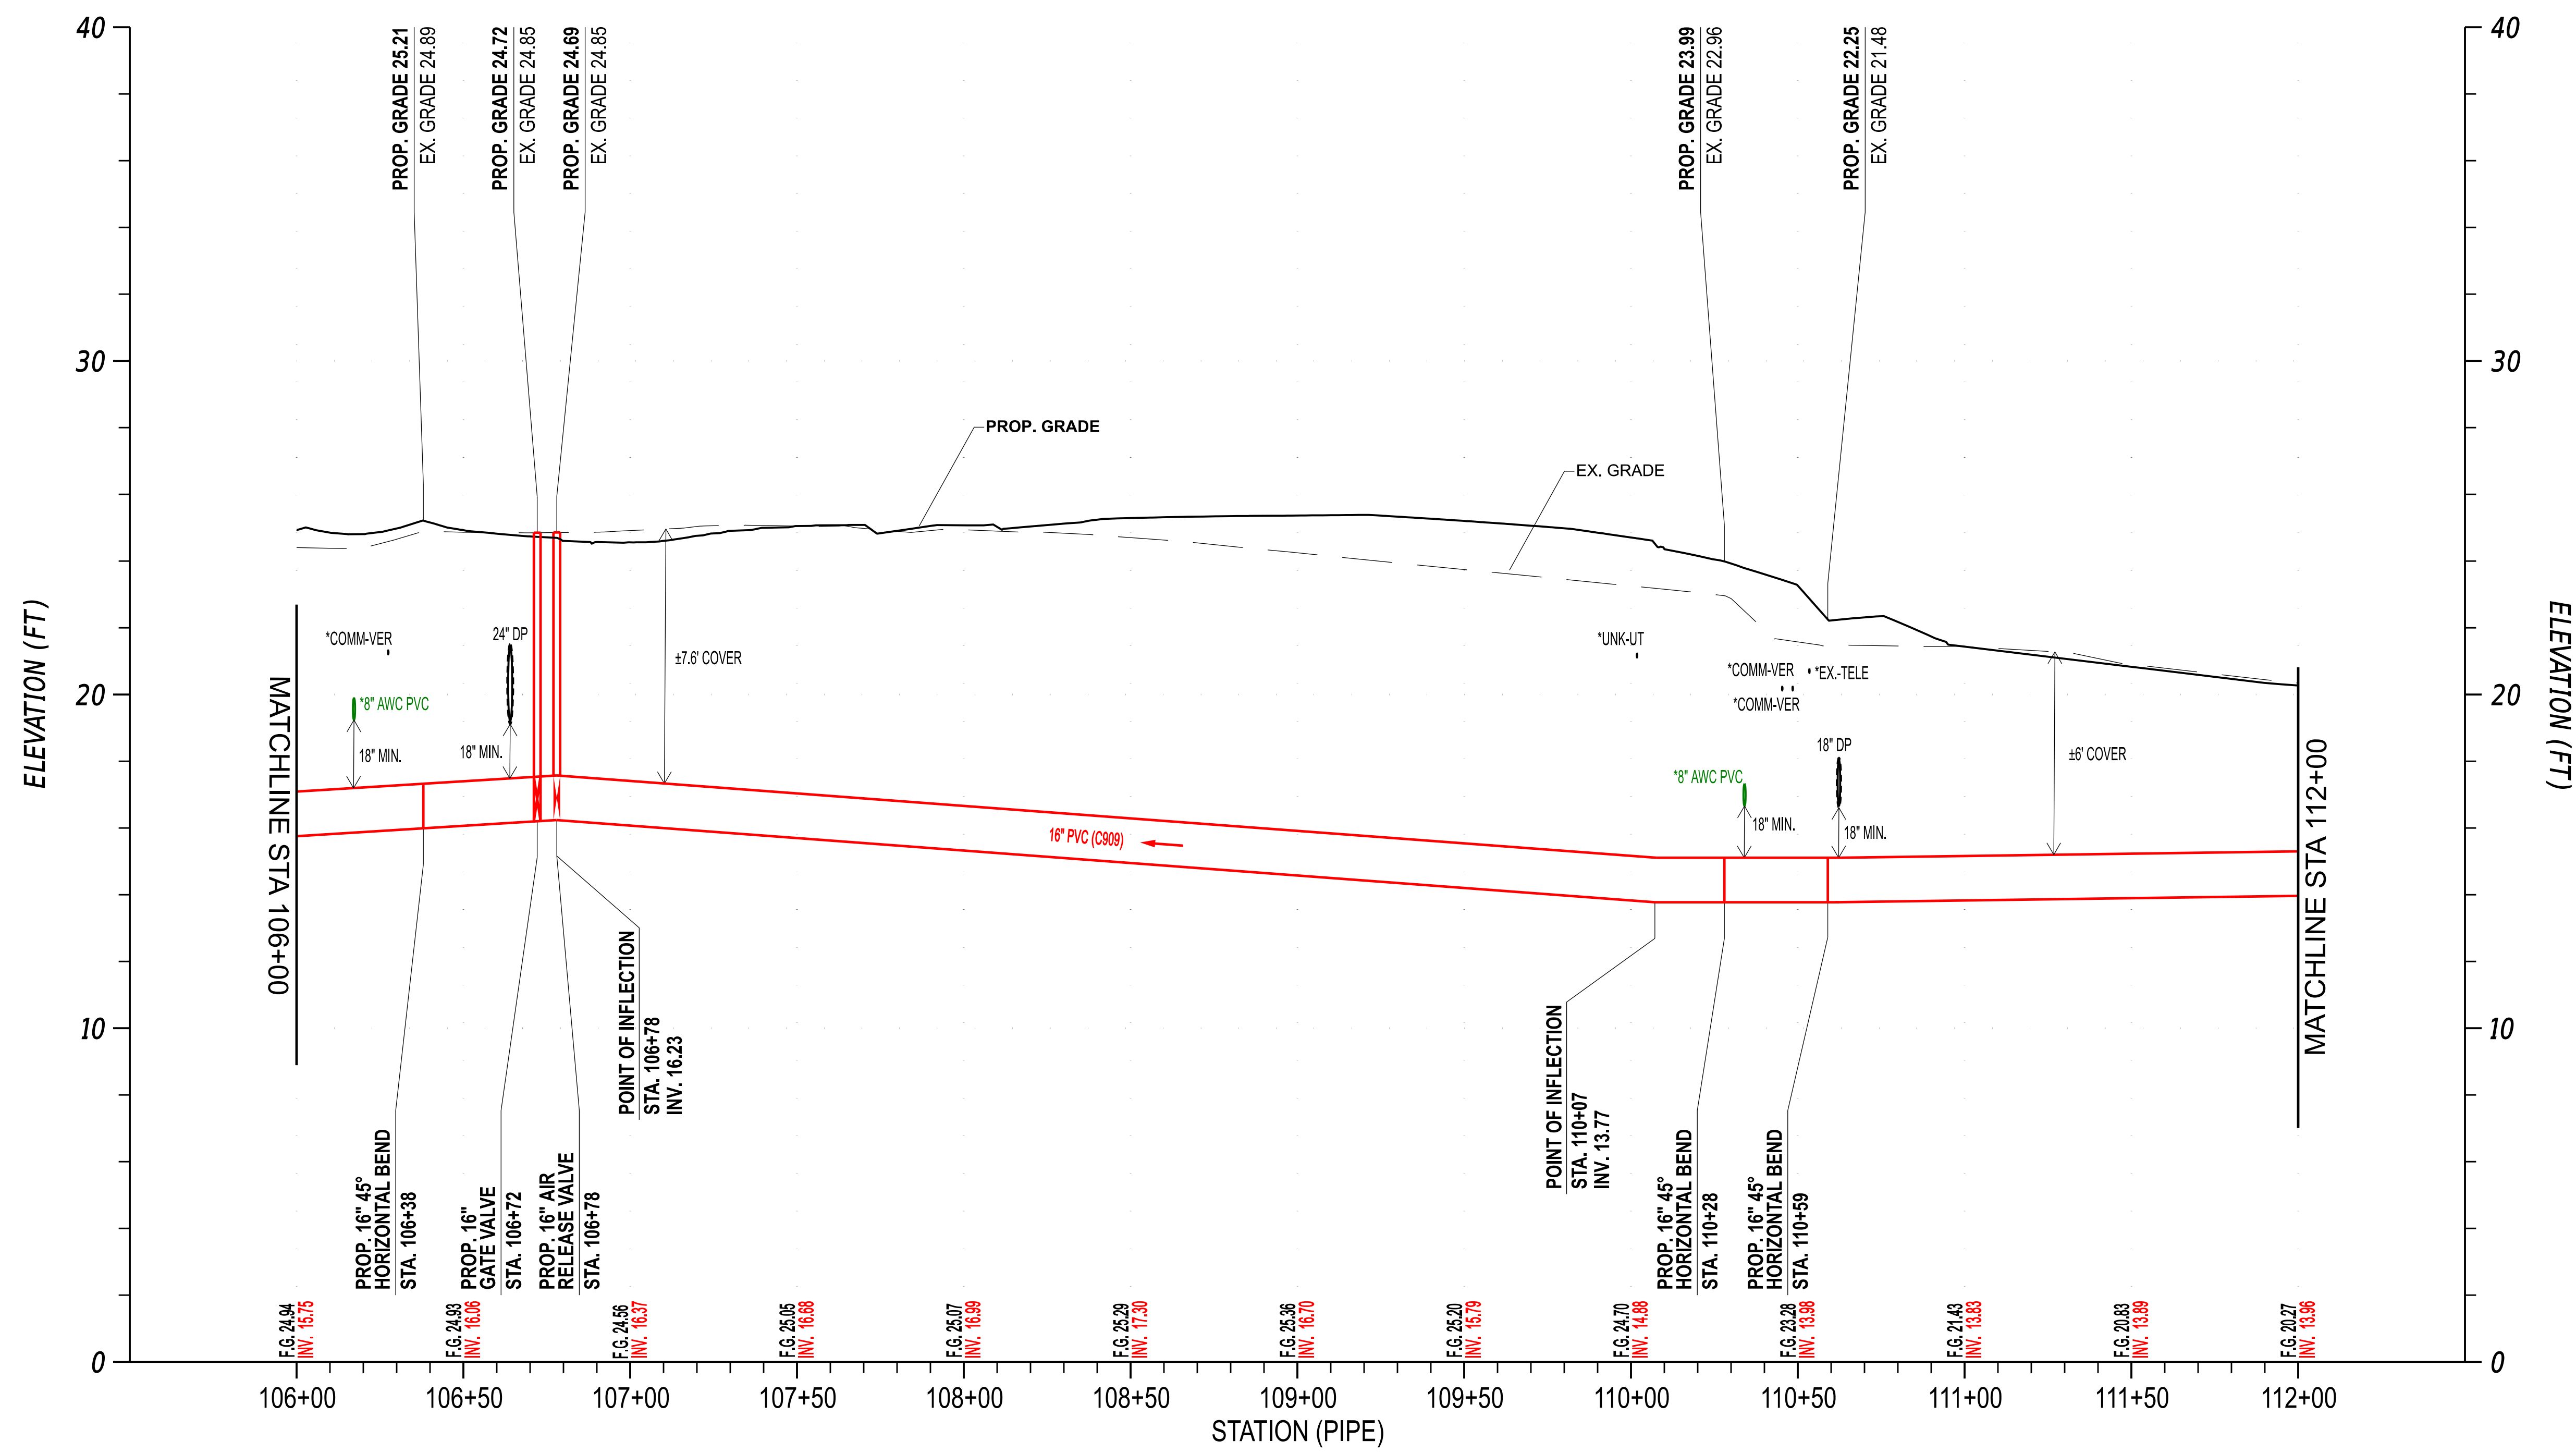 40
30
20
10
0
ELEVATION (FT)
PROP. GRADE 25.21
EX. GRADE 24.89
PROP. GRADE 24.72
EX. GRADE 24.85
PROP. GRADE 24.69
EX. GRADE 24.85
PROP. GRADE 23.99
EX. GRADE 22.96
PROP. GRADE 22.25
EX. GRADE 21.48
40
30
20
10
0
ELEVATION (FT)
PROP. GRADE
EX. GRADE
MATCHLINE STA 106+00
*COMM-VER
*8" AWC PVC
18" MIN.
24" DP
18" MIN.
±7.6' COVER
16" PVC (C909)
*UNK-UT
*COMM-VER
*EX.-TELE
*COMM-VER
*8" AWC PVC
18" MIN.
18" DP
18" MIN.
±6' COVER
MATCHLINE STA 112+00
PROP. 16" 45°
HORIZONTAL BEND
STA. 106+38
PROP. 16"
GATE VALVE
STA. 106+72
PROP. 16" AIR
RELEASE VALVE
STA. 106+78
POINT OF INFLECTION
STA. 106+78
INV. 16.23
POINT OF INFLECTION
STA. 110+07
INV. 13.77
PROP. 16" 45°
HORIZONTAL BEND
STA. 110+28
PROP. 16" 45°
HORIZONTAL BEND
STA. 110+59
F.G. 24.94
INV. 15.75
F.G. 24.93
INV. 16.06
F.G. 24.56
INV. 16.37
F.G. 25.05
INV. 16.68
F.G. 25.07
INV. 16.99
F.G. 25.29
INV. 17.30
F.G. 25.36
INV. 16.70
F.G. 25.20
INV. 15.79
F.G. 24.70
INV. 14.88
F.G. 23.28
INV. 13.98
F.G. 21.43
INV. 13.83
F.G. 20.83
INV. 13.89
F.G. 20.27
INV. 13.96
106+00
106+50
107+00
107+50
108+00
108+50
109+00
109+50
110+00
110+50
111+00
111+50
112+00
STATION (PIPE)